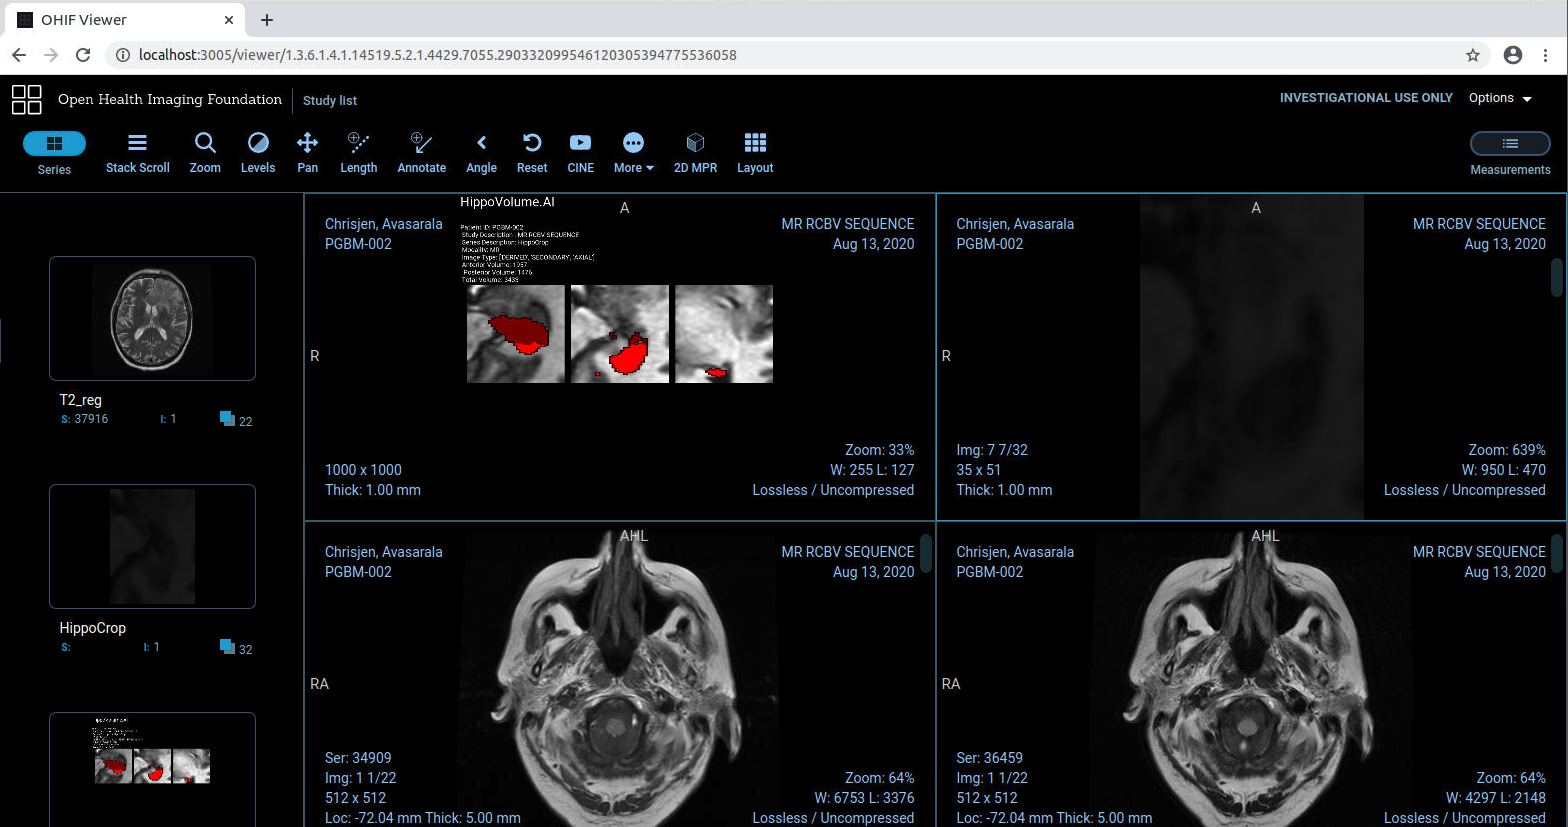 OHIF Viewer
localhost:3005/viewer/1.3.6.1.4.1.14519.5.2.1.4429.7055.290332099546120305394775536058
Open Health Imaging Foundation
Study list
INVESTIGATIONAL USE ONLY
Options
Series
Stack Scroll
Zoom
Levels
Pan
Length
Annotate
Angle
Reset
CINE
More
2D MPR
Layout
Measurements
T2_reg
S: 37916 I: 1 22
HippoCrop
S: I: 1 32
Chrisjen, Avasarala
PGBM-002
HippoVolume.AI
Patient ID: PGBM-002
Study Description : MR RCBV SEQUENCE
Series Description: HippoCrop
Modality: MR
Image Type: ['DERIVED', 'SECONDARY', 'AXIAL']
Anterior Volume: 1957
Posterior Volume: 1476
Total Volume: 3433
A
MR RCBV SEQUENCE
Aug 13, 2020
R
1000 x 1000
Thick: 1.00 mm
Zoom: 33%
W: 255 L: 127
Lossless / Uncompressed
Chrisjen, Avasarala
PGBM-002
A
MR RCBV SEQUENCE
Aug 13, 2020
R
Img: 7 7/32
35 x 51
Thick: 1.00 mm
Zoom: 639%
W: 950 L: 470
Lossless / Uncompressed
Chrisjen, Avasarala
PGBM-002
AHL
MR RCBV SEQUENCE
Aug 13, 2020
RA
Ser: 34909
Img: 1 1/22
512 x 512
Loc: -72.04 mm Thick: 5.00 mm
Zoom: 64%
W: 6753 L: 3376
Lossless / Uncompressed
Chrisjen, Avasarala
PGBM-002
AHL
MR RCBV SEQUENCE
Aug 13, 2020
RA
Ser: 36459
Img: 1 1/22
512 x 512
Loc: -72.04 mm Thick: 5.00 mm
Zoom: 64%
W: 4297 L: 2148
Lossless / Uncompressed